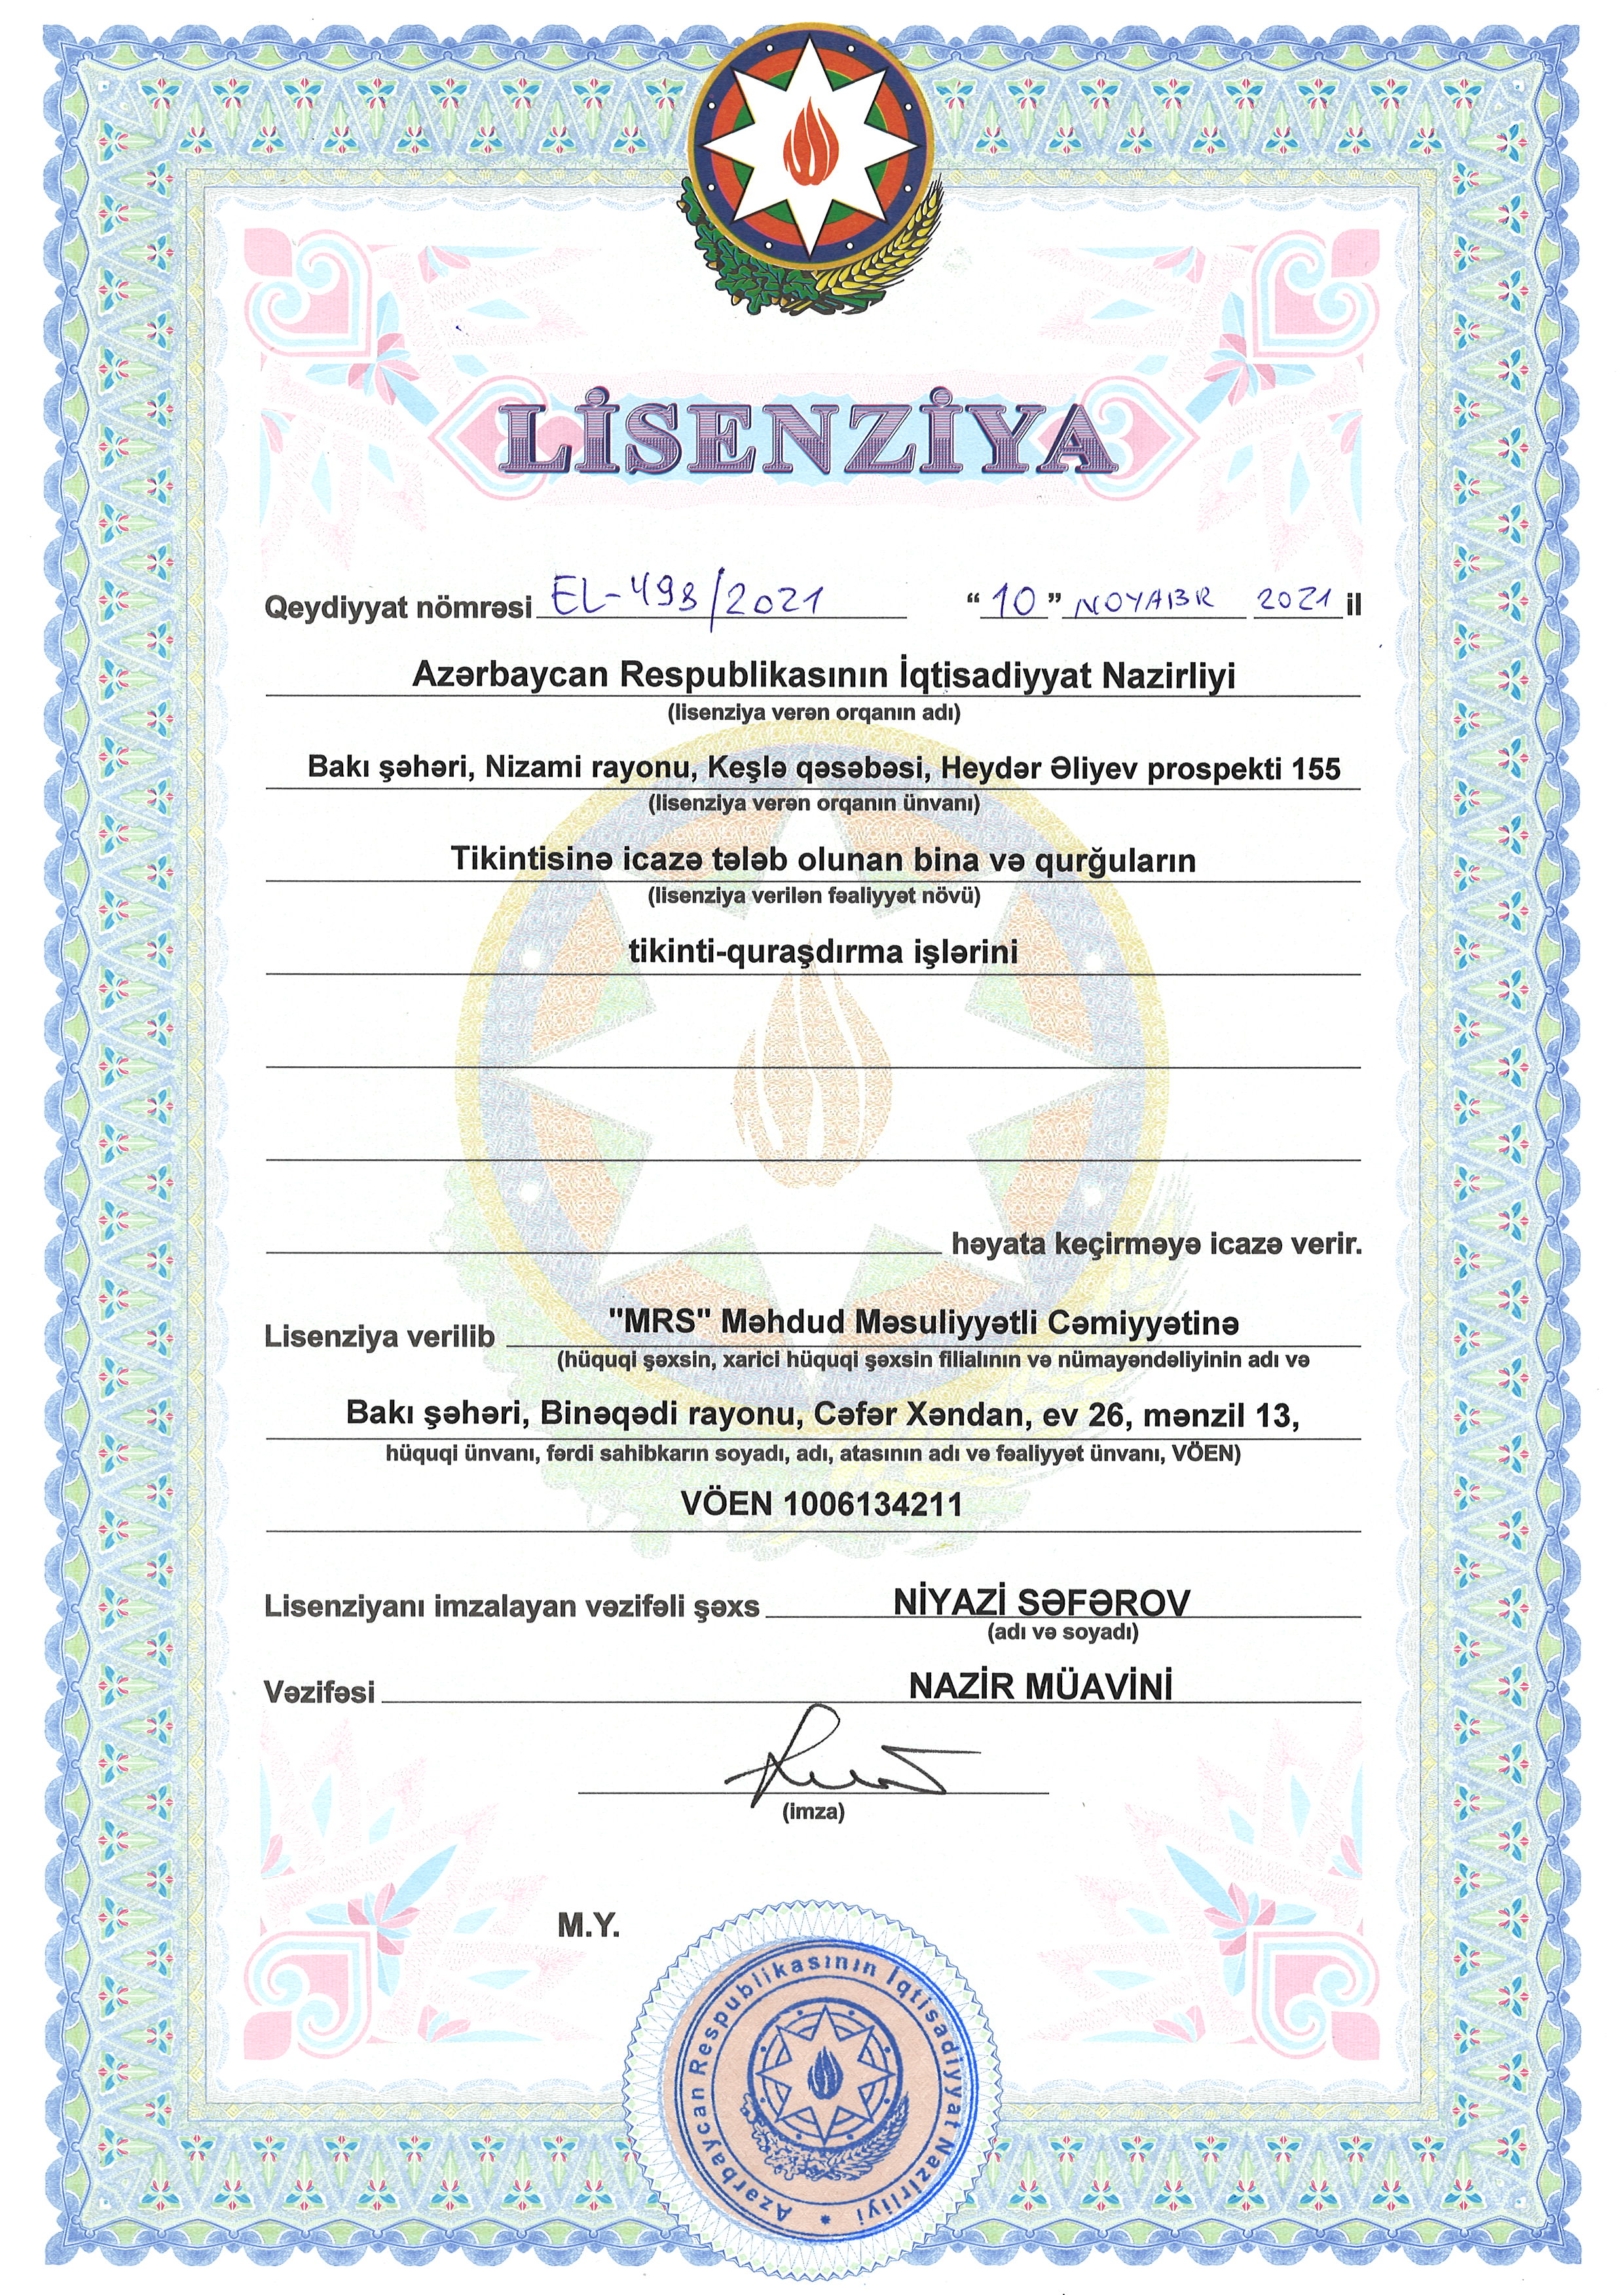 LİSENZİYA
Qeydiyyat nömrəsi EL-498/2021 “10” NOYABR 2021 il
Azərbaycan Respublikasının İqtisadiyyat Nazirliyi
(lisenziya verən orqanın adı)
Bakı şəhəri, Nizami rayonu, Keşlə qəsəbəsi, Heydər Əliyev prospekti 155
(lisenziya verən orqanın ünvanı)
Tikintisinə icazə tələb olunan bina və qurğuların
(lisenziya verilən fəaliyyət növü)
tikinti-quraşdırma işlərini
həyata keçirməyə icazə verir.
Lisenziya verilib "MRS" Məhdud Məsuliyyətli Cəmiyyətinə
(hüquqi şəxsin, xarici hüquqi şəxsin filialının və nümayəndəliyinin adı və
Bakı şəhəri, Binəqədi rayonu, Cəfər Xəndan, ev 26, mənzil 13,
hüquqi ünvanı, fərdi sahibkarın soyadı, adı, atasının adı və fəaliyyət ünvanı, VÖEN)
VÖEN 1006134211
Lisenziyanı imzalayan vəzifəli şəxs NİYAZİ SƏFƏROV
(adı və soyadı)
Vəzifəsi NAZİR MÜAVİNİ
(imza)
M.Y.
Azərbaycan Respublikasının İqtisadiyyat Nazirliyi *